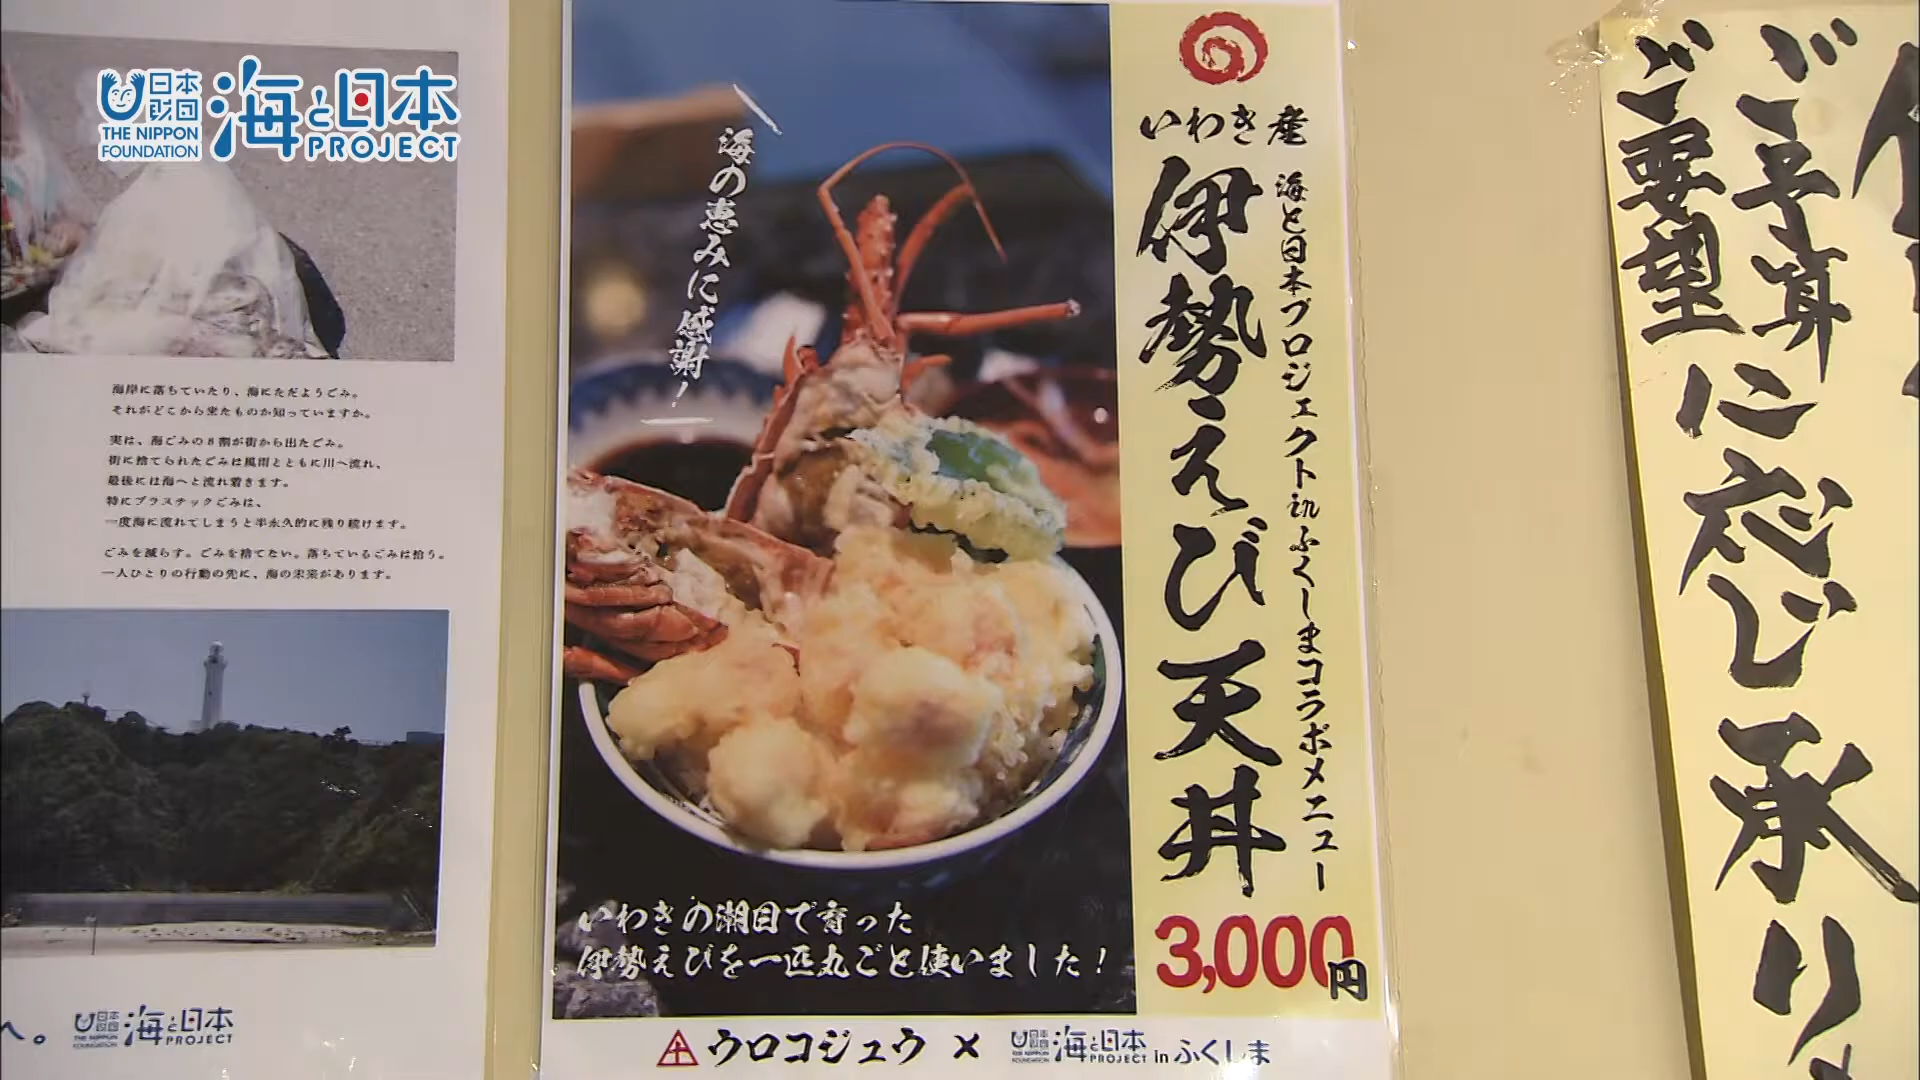 日本財団
THE NIPPON FOUNDATION
海と日本
PROJECT
海岸に落ちていたり、海にただようごみ。
それがどこから来たものか知っていますか。
実は、海ごみの8割が街から出たごみ。
街に捨てられたごみは風雨とともに川へ流れ、
最後には海へと流れ着きます。
特にプラスチックごみは、
一度海に流れてしまうと半永久的に残り続けます。
ごみを減らす。ごみを捨てない。落ちているごみは拾う。
一人ひとりの行動の先に、海の未来があります。
へ。
日本財団
THE NIPPON FOUNDATION
海と日本
PROJECT
海の恵みに感謝!
いわき産
伊勢えび天丼
海と日本プロジェクトinふくしまコラボメニュー
3,000円
いわきの潮目で育った
伊勢えびを一匹丸ごと使いました!
ウロコジュウ ×
日本財団
THE NIPPON FOUNDATION
海と日本
PROJECT
in ふくしま
ご予算
ご要望
に応じ承り